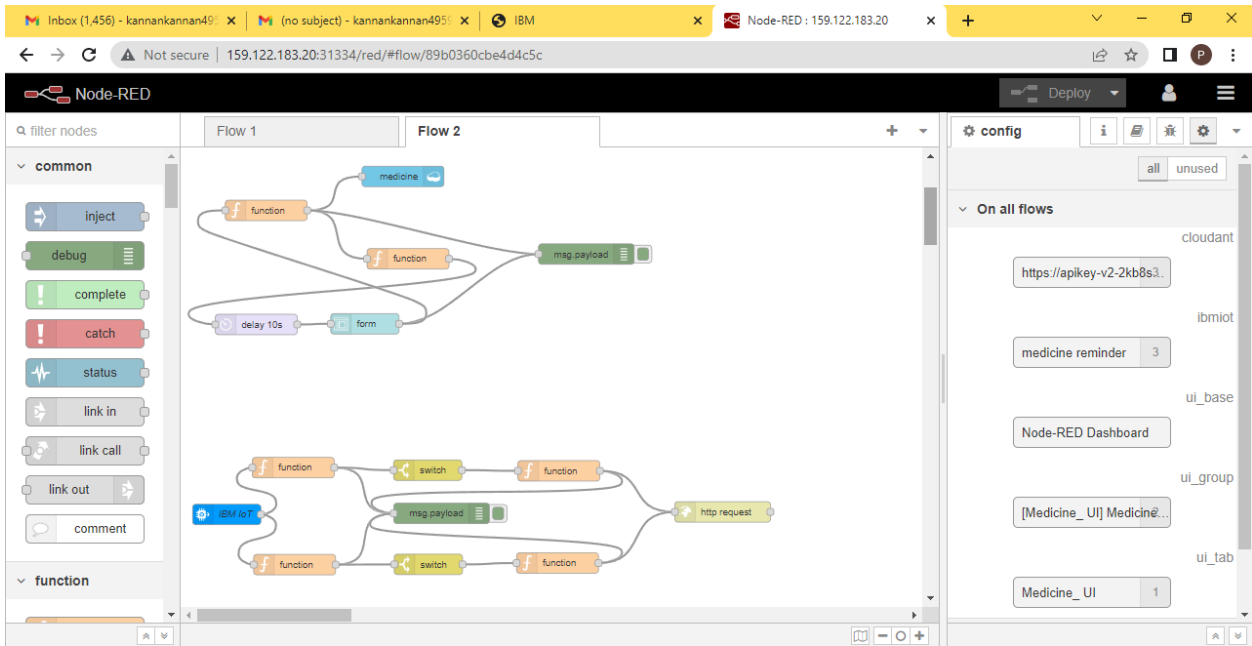 Inbox (1,456) - kannankannan495
(no subject) - kannankannan4959
IBM
Node-RED : 159.122.183.20
Not secure | 159.122.183.20:31334/red/#flow/89b0360cbe4d4c5c
P
Node-RED
Deploy
filter nodes
Flow 1
Flow 2
config
i
all
unused
common
inject
debug
complete
catch
status
link in
link call
link out
comment
function
medicine
function
function
msg.payload
delay 10s
form
function
switch
function
IBM IoT
msg.payload
http request
function
switch
function
On all flows
cloudant
https://apikey-v2-2kb8s3..
ibmiot
medicine reminder 3
ui_base
Node-RED Dashboard
ui_group
[Medicine_ UI] Medicine...
ui_tab
Medicine_ UI 1